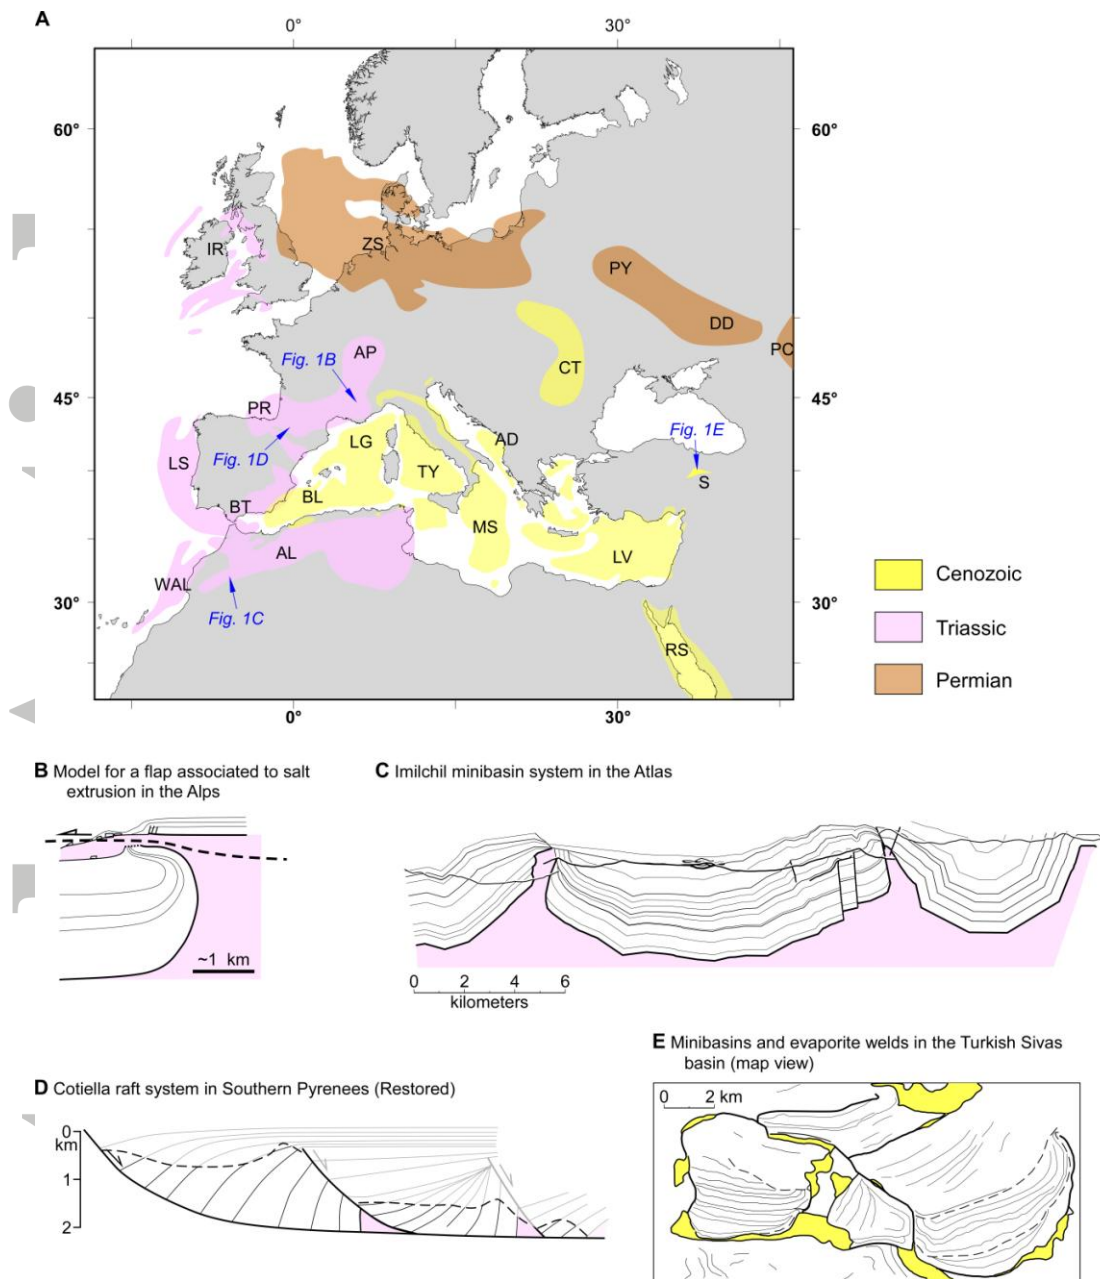 A
0°
30°
60°
60°
ZS
IR
PY
DD
PC
AP
Fig. 1B
CT
45°
45°
PR
LG
AD
Fig. 1E
LS
Fig. 1D
TY
S
BT
BL
MS
AL
LV
WAL
Cenozoic
30°
30°
Fig. 1C
Triassic
RS
Permian
0°
30°
B Model for a flap associated to salt
extrusion in the Alps
~1 km
C Imilchil minibasin system in the Atlas
0 2 4 6
kilometers
D Cotiella raft system in Southern Pyrenees (Restored)
0
km
1
2
E Minibasins and evaporite welds in the Turkish Sivas
basin (map view)
0 2 km